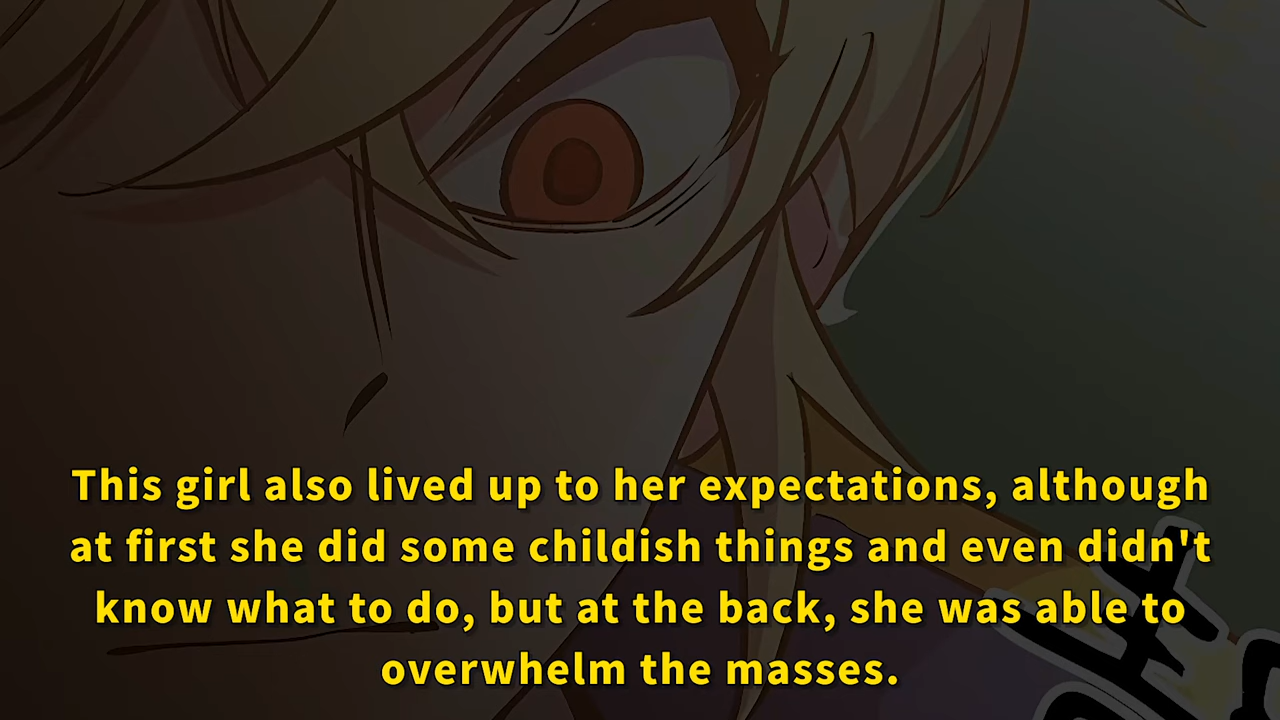 This girl also lived up to her expectations, although
at first she did some childish things and even didn't
know what to do, but at the back, she was able to
overwhelm the masses.